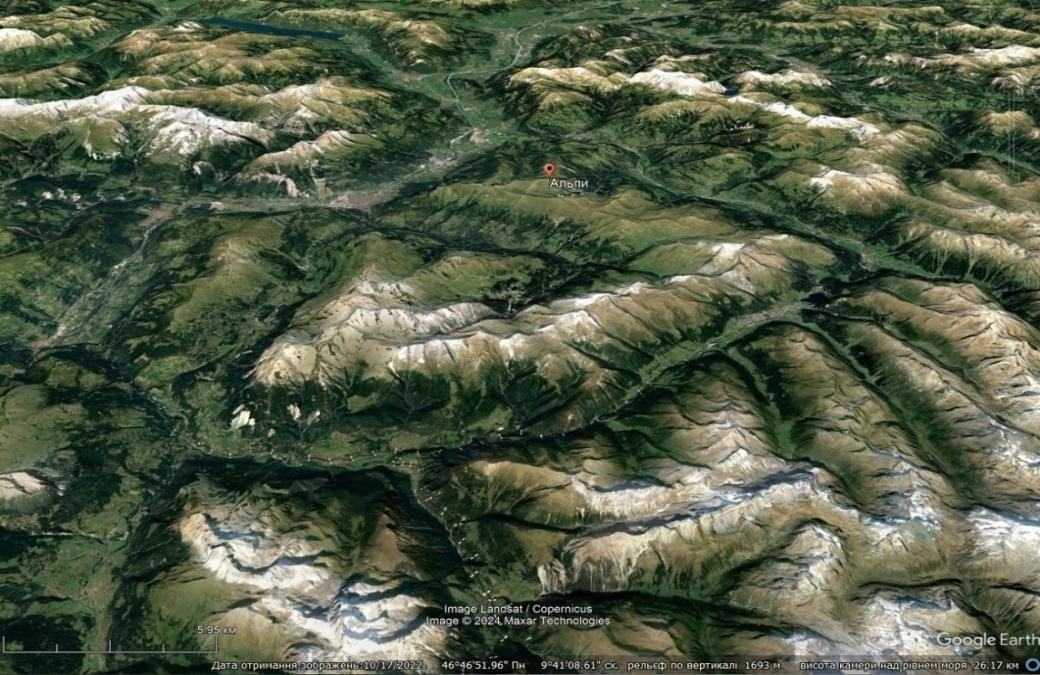 Альпи
Image Landsat / Copernicus
Image © 2024 Maxar Technologies
5.95 км
Google Earth
Дата отримання зображень:10/17/2022 46°46'51.96" Пн 9°41'08.61" сх. рельєф по вертикалі 1693 м висота камери над рівнем моря 26.17 км